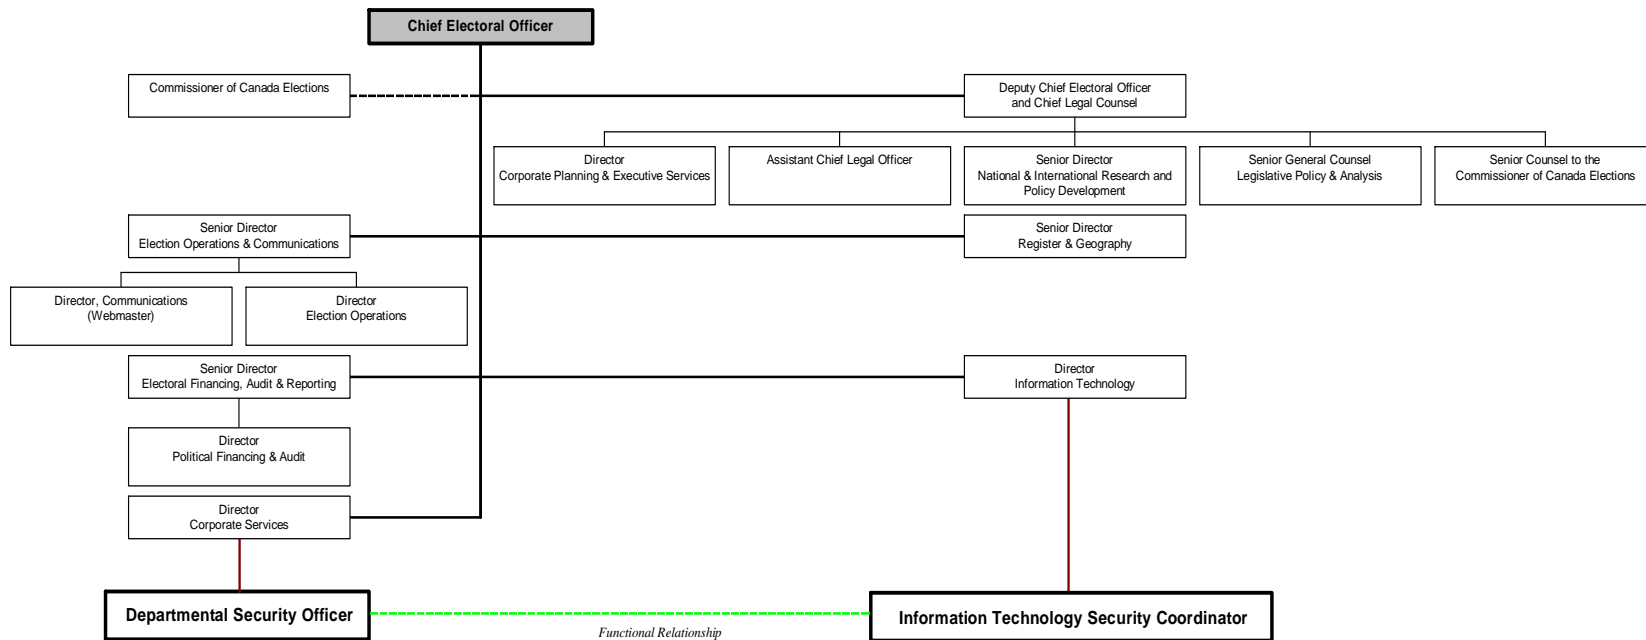 Chief Electoral Officer
Commissioner of Canada Elections
Deputy Chief Electoral Officer
and Chief Legal Counsel
Director
Corporate Planning & Executive Services
Assistant Chief Legal Officer
Senior Director
National & International Research and
Policy Development
Senior General Counsel
Legislative Policy & Analysis
Senior Counsel to the
Commissioner of Canada Elections
Senior Director
Election Operations & Communications
Senior Director
Register & Geography
Director, Communications
(Webmaster)
Director
Election Operations
Senior Director
Electoral Financing, Audit & Reporting
Director
Information Technology
Director
Political Financing & Audit
Director
Corporate Services
Departmental Security Officer
Functional Relationship
Information Technology Security Coordinator